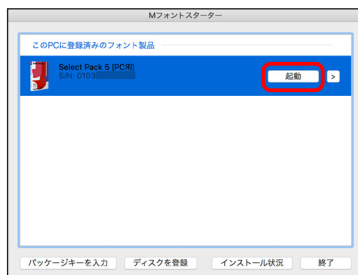 Mフォントスターター
このPCに登録済みのフォント製品
Select Pack 5 [PC用]
S/N: 0103
起動
>
パッケージキーを入力 ディスクを登録 インストール状況 終了